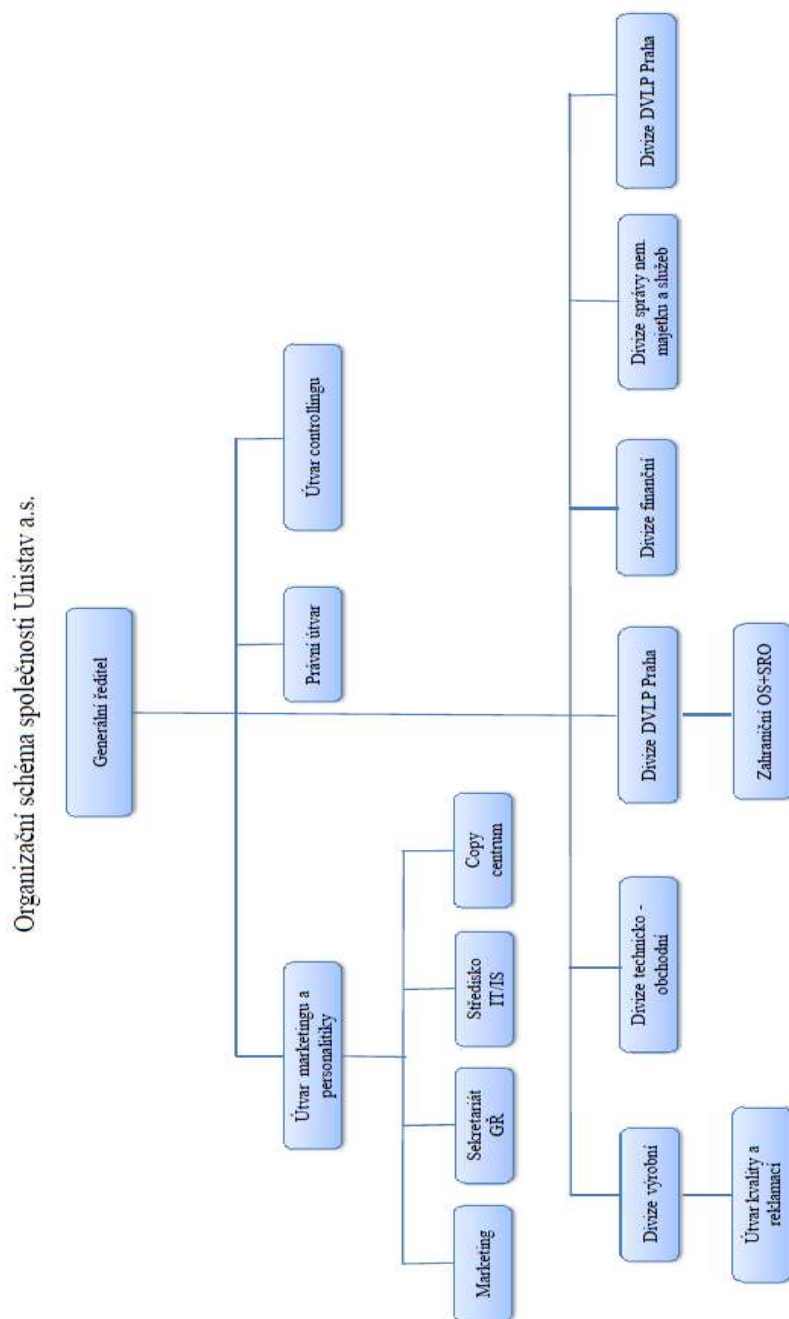 Organizační schéma společnosti Unistav a.s.
Generální ředitel
Útvar marketingu a
personalitiky
Právní útvar
Útvar controllingu
Marketing
Sekretariát
GŘ
Středisko
IT/IS
Copy
centrum
Divize výrobní
Divize technicko -
obchodní
Divize DVLP Praha
Divize finanční
Divize správy nem.
majetku a služeb
Divize DVLP Praha
Útvar kvality a
reklamací
Zahraniční OS+SRO